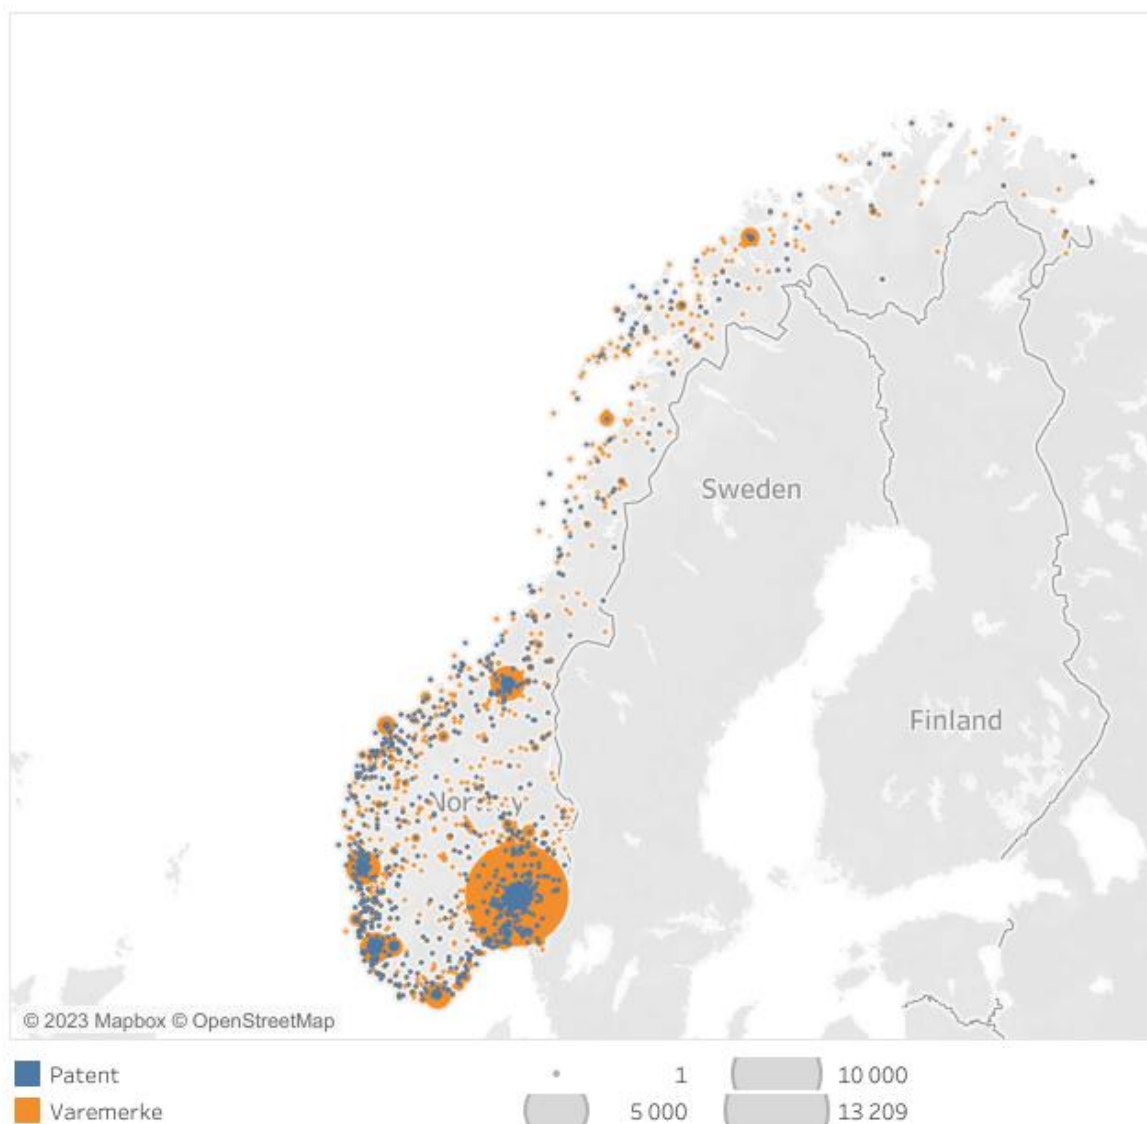 Sweden
Finland
© 2023 Mapbox © OpenStreetMap
Patent
1
10 000
Varemerke
5 000
13 209